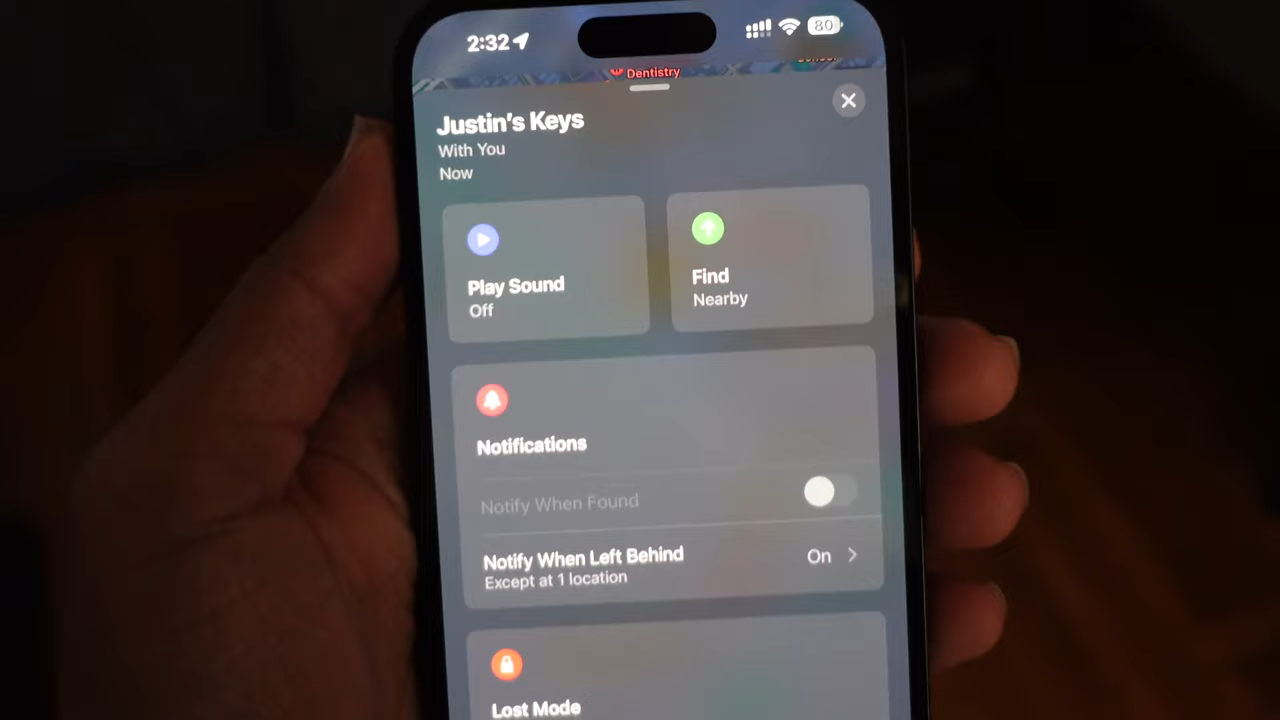 2:32
80
Dentistry
Justin's Keys
With You
Now
Play Sound
Off
Find
Nearby
Notifications
Notify When Found
Notify When Left Behind
On
Except at 1 location
Lost Mode